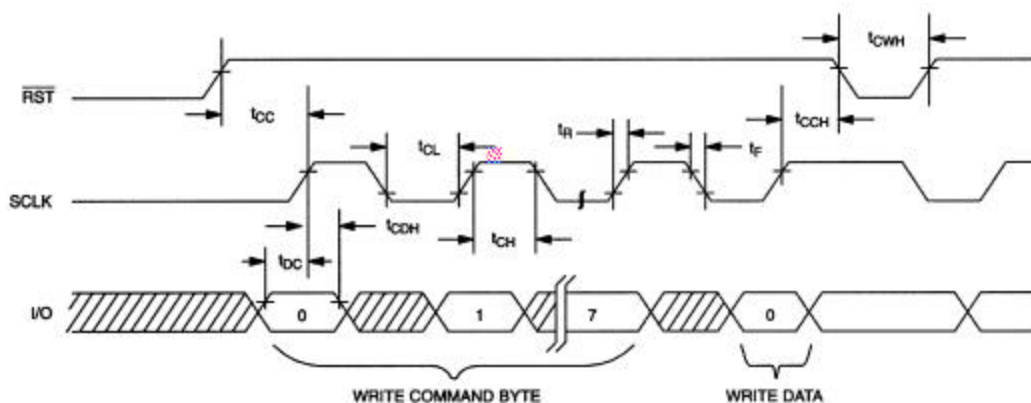 tCWH
RST
tCC
tCCH
tCL
tR
tF
SCLK
tCDH
tCH
tDC
I/O
0
1
7
0
WRITE COMMAND BYTE
WRITE DATA